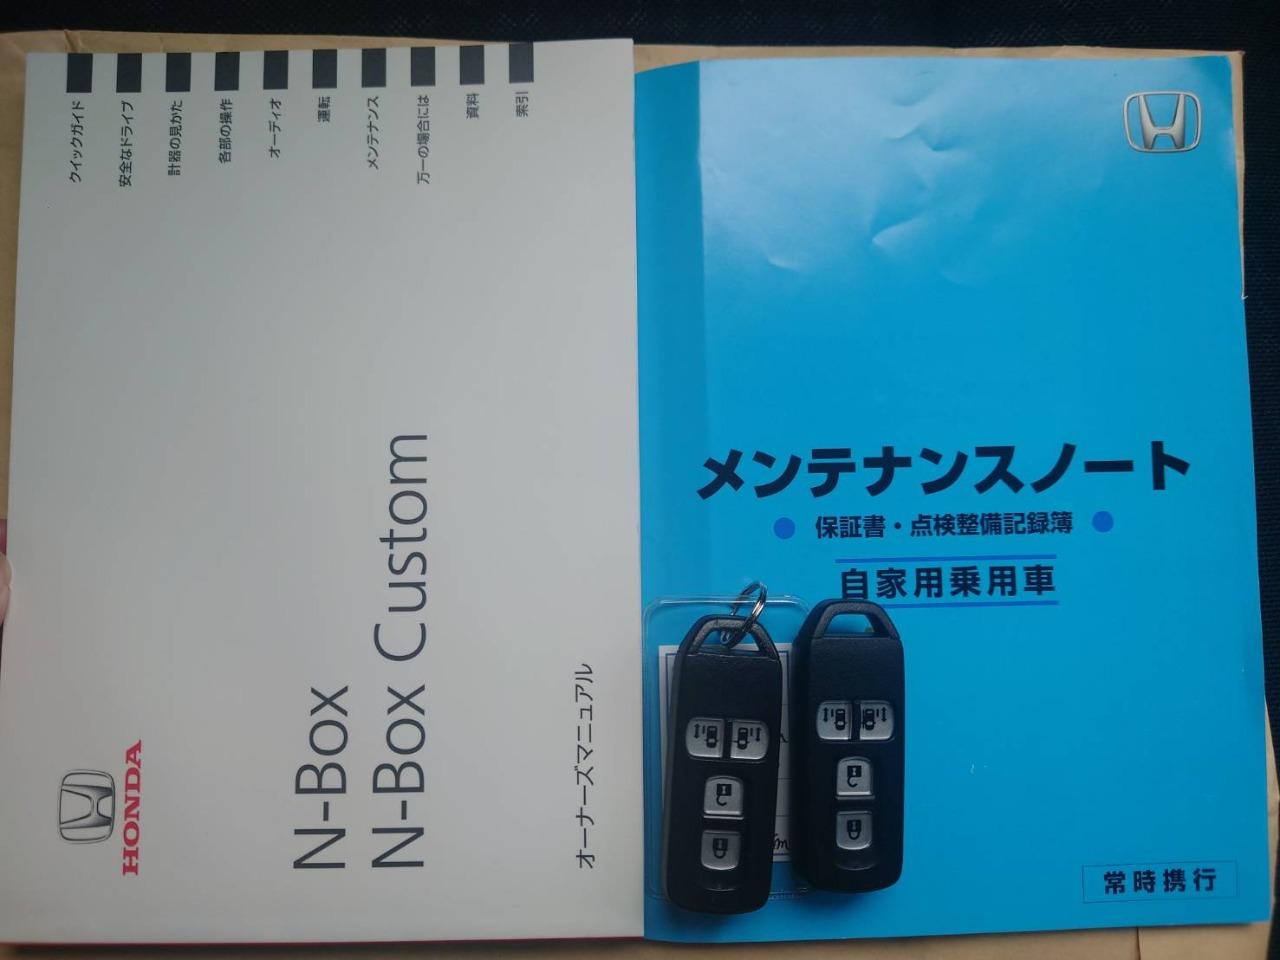 クイックガイド
安全なドライブ
計器の見かた
各部の操作
オーディオ
運転
メンテナンス
万一の場合には
資料
索引
N-Box
N-Box Custom
オーナーズマニュアル
HONDA
メンテナンスノート
保証書・点検整備記録簿
自家用乗用車
常時携行